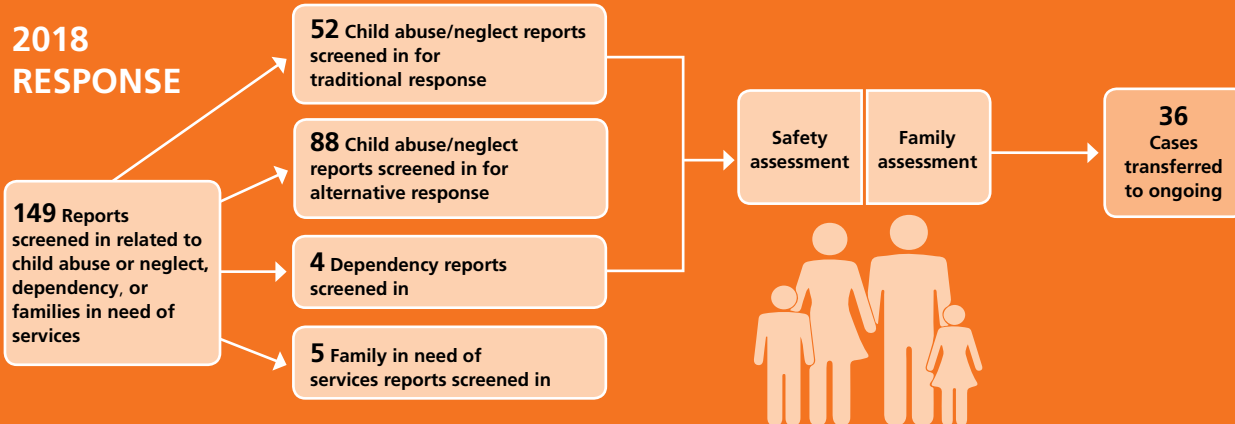 2018
RESPONSE
149 Reports
screened in related to
child abuse or neglect,
dependency, or
families in need of
services
52 Child abuse/neglect reports
screened in for
traditional response
88 Child abuse/neglect
reports screened in for
alternative response
4 Dependency reports
screened in
5 Family in need of
services reports screened in
Safety
assessment
Family
assessment
36
Cases
transferred
to ongoing